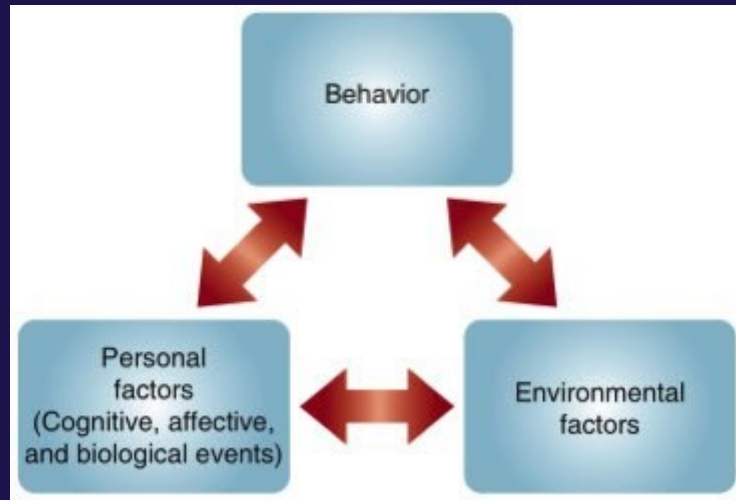 Behavior
Personal
factors
(Cognitive, affective,
and biological events)
Environmental
factors